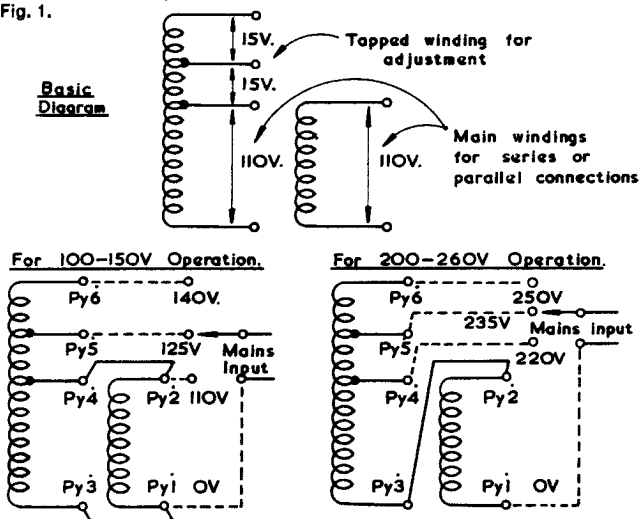 Fig. 1.
15V.
Tapped winding for
adjustment
15V.
Basic
Diagram
110V.
110V.
Main windings
for series or
parallel connections
For 100-150V Operation.
Py6
140V.
Py5
125V
Mains
Input
Py4
Py2
110V
Py3
Py1
0V
For 200-260V Operation.
Py6
250V
235V
Mains input
Py5
220V
Py4
Py2
Py3
Py1
0V